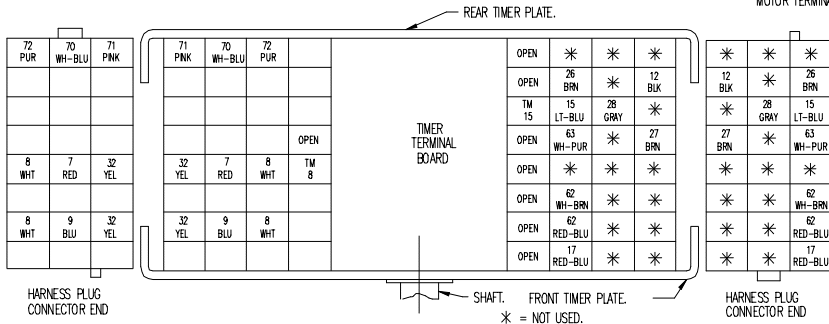 MOTOR TERMINA
REAR TIMER PLATE.
72 PUR 70 WH-BLU 71 PINK
8 WHT 7 RED 32 YEL
8 WHT 9 BLU 32 YEL
HARNESS PLUG
CONNECTOR END
71 PINK 70 WH-BLU 72 PUR
OPEN
32 YEL 7 RED 8 WHT TM 8
32 YEL 9 BLU 8 WHT
TIMER
TERMINAL
BOARD
OPEN * * *
OPEN 26 BRN * 12 BLK
TM 15 15 LT-BLU 28 GRAY *
OPEN 63 WH-PUR * 27 BRN
OPEN * * *
OPEN 62 WH-BRN * *
OPEN 62 RED-BLU * *
OPEN 17 RED-BLU * *
* * *
12 BLK * 26 BRN
* 28 GRAY 15 LT-BLU
27 BRN * 63 WH-PUR
* * *
* * 62 WH-BRN
* * 62 RED-BLU
* * 17 RED-BLU
HARNESS PLUG
CONNECTOR END
SHAFT. FRONT TIMER PLATE.
* = NOT USED.